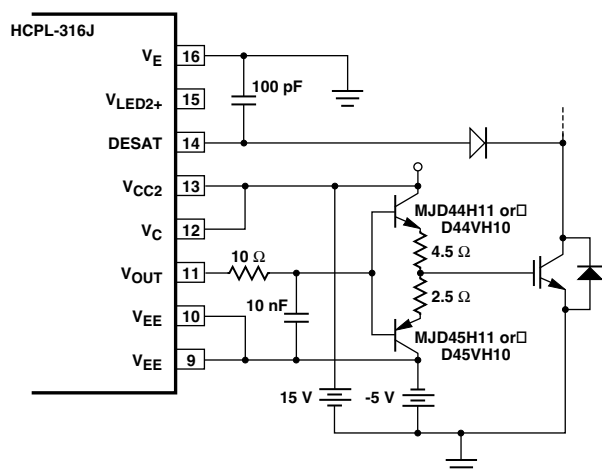 HCPL-316J
VE
16
100 pF
VLED2+
15
DESAT
14
VCC2
13
MJD44H11 or□
D44VH10
VC
12
4.5 Ω
10 Ω
VOUT
11
2.5 Ω
10 nF
VEE
10
MJD45H11 or□
D45VH10
VEE
9
15 V
-5 V